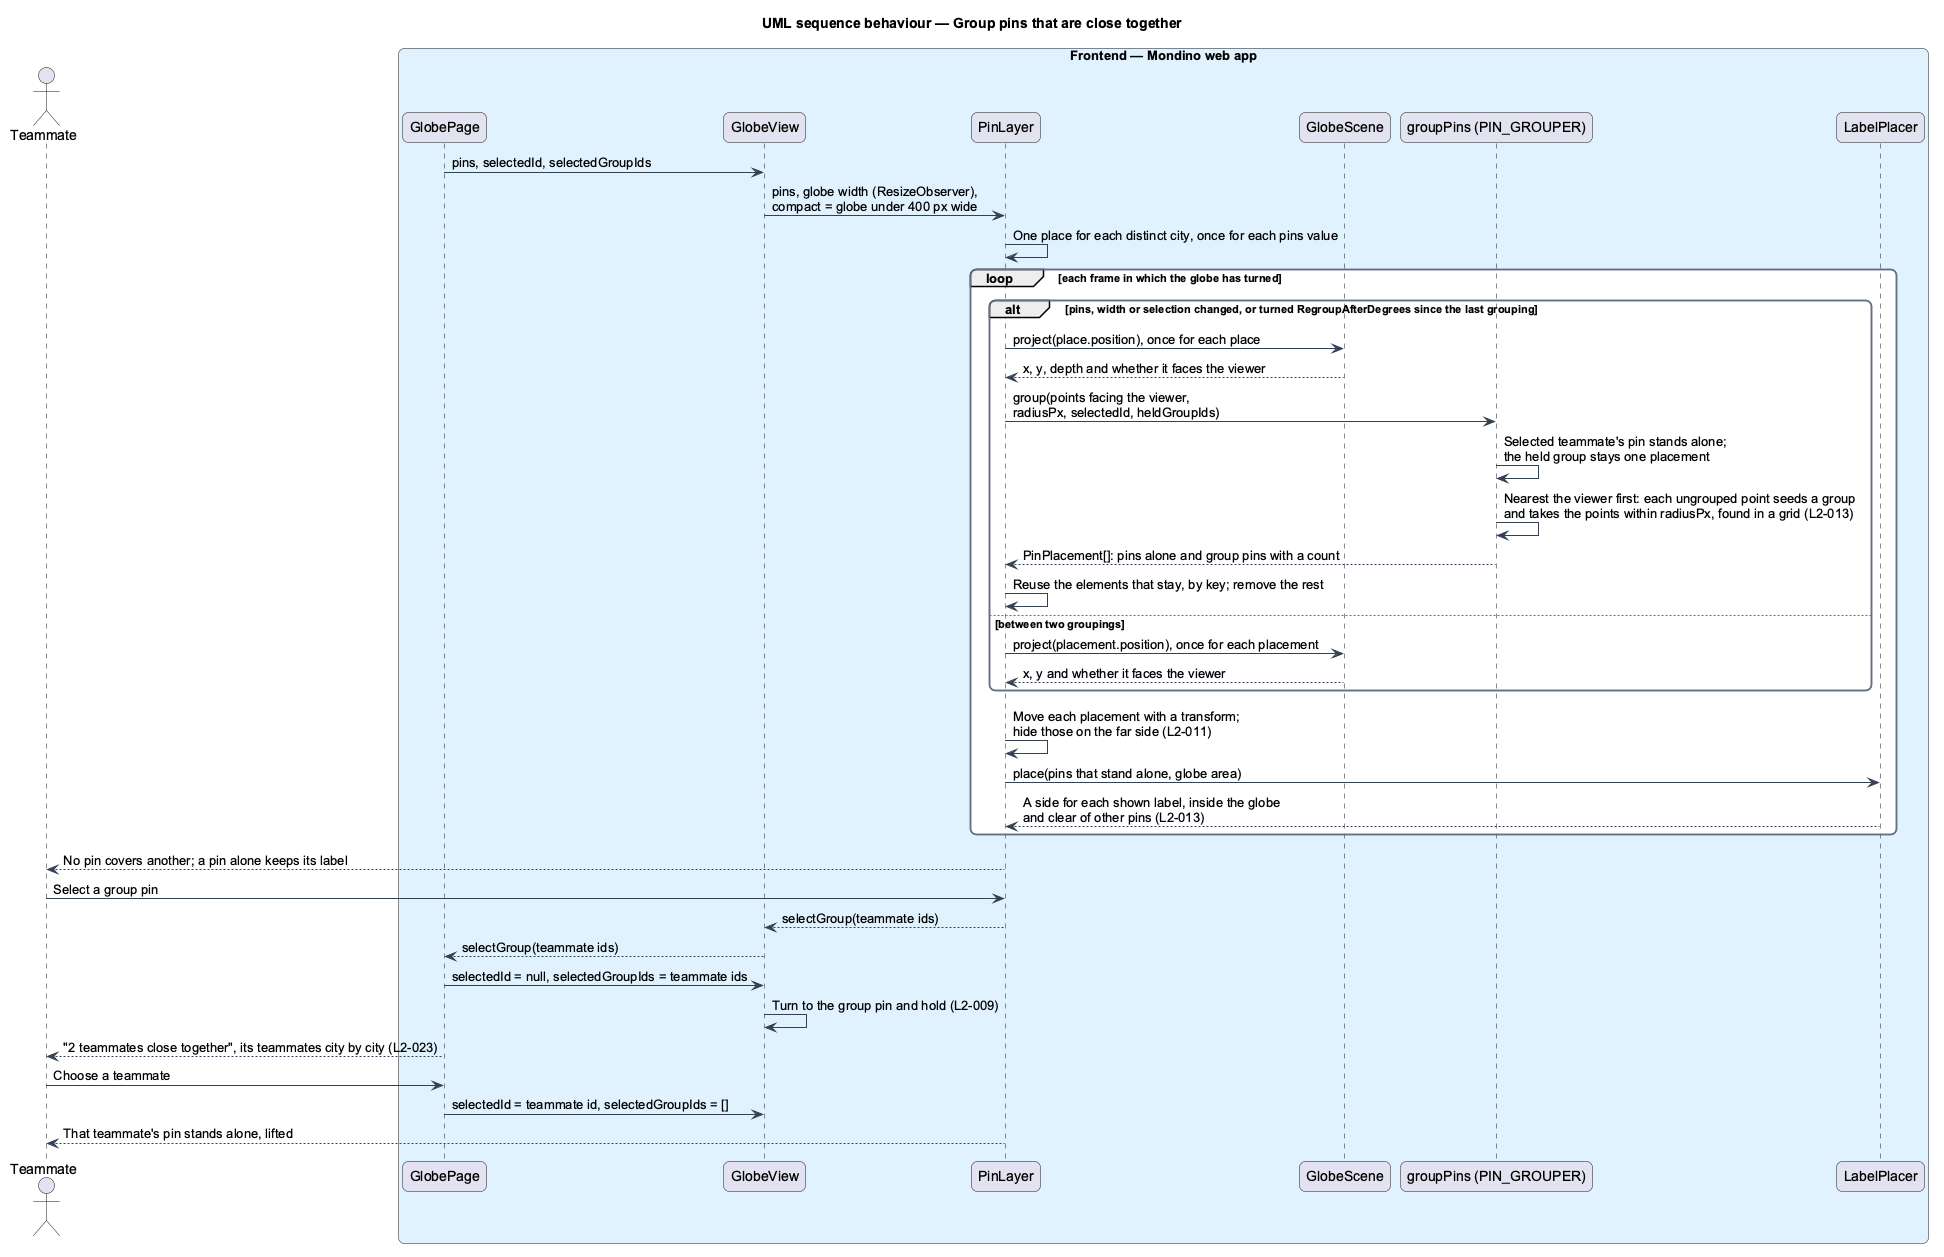 UML sequence behaviour — Group pins that are close together
Frontend — Mondino web app
Teammate
GlobePage
GlobeView
PinLayer
GlobeScene
groupPins (PIN_GROUPER)
LabelPlacer
pins, selectedId, selectedGroupIds
pins, globe width (ResizeObserver),
compact = globe under 400 px wide
One place for each distinct city, once for each pins value
loop
[each frame in which the globe has turned]
alt
[pins, width or selection changed, or turned RegroupAfterDegrees since the last grouping]
project(place.position), once for each place
x, y, depth and whether it faces the viewer
group(points facing the viewer,
radiusPx, selectedId, heldGroupIds)
Selected teammate's pin stands alone;
the held group stays one placement
Nearest the viewer first: each ungrouped point seeds a group
and takes the points within radiusPx, found in a grid (L2-013)
PinPlacement[]: pins alone and group pins with a count
Reuse the elements that stay, by key; remove the rest
[between two groupings]
project(placement.position), once for each placement
x, y and whether it faces the viewer
Move each placement with a transform;
hide those on the far side (L2-011)
place(pins that stand alone, globe area)
A side for each shown label, inside the globe
and clear of other pins (L2-013)
No pin covers another; a pin alone keeps its label
Select a group pin
selectGroup(teammate ids)
selectGroup(teammate ids)
selectedId = null, selectedGroupIds = teammate ids
Turn to the group pin and hold (L2-009)
"2 teammates close together", its teammates city by city (L2-023)
Choose a teammate
selectedId = teammate id, selectedGroupIds = []
That teammate's pin stands alone, lifted
Teammate
GlobePage
GlobeView
PinLayer
GlobeScene
groupPins (PIN_GROUPER)
LabelPlacer